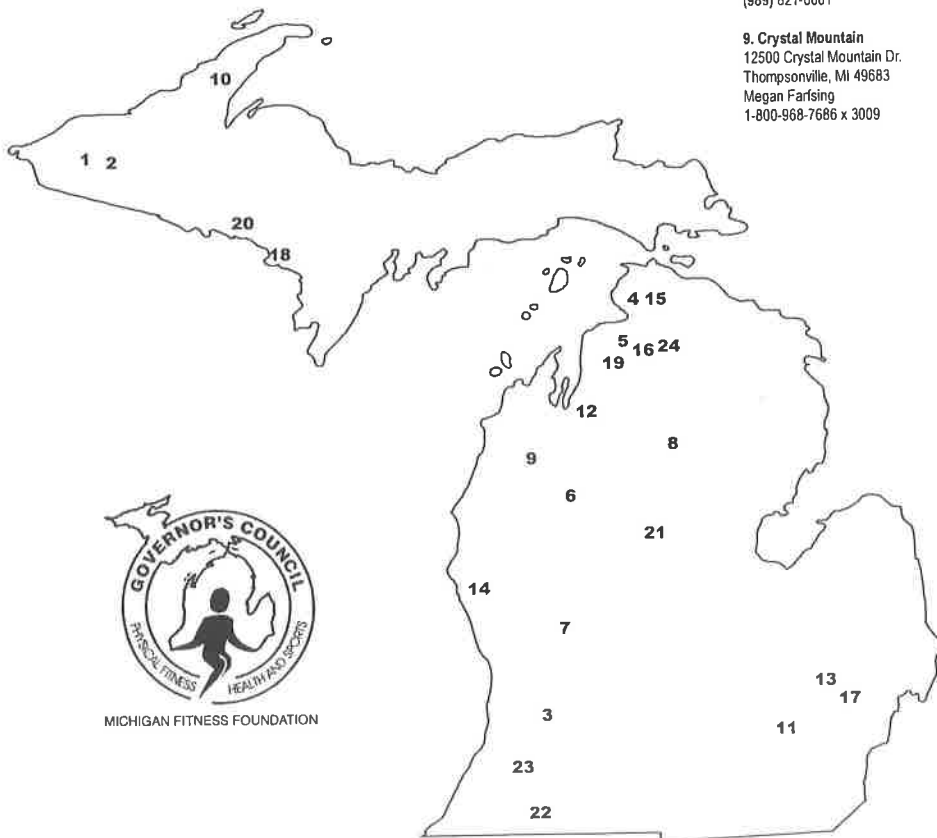 9. Crystal Mountain
12500 Crystal Mountain Dr.
Thompsonville, MI 49683
Megan Farfsing
1-800-968-7686 x 3009
10
1 2
20
18
4 15
5 16 24
19
12
8
9
6
21
14
7
13
17
3
11
23
22
GOVERNOR'S COUNCIL
PHYSICAL FITNESS
HEALTH AND SPORTS
MICHIGAN FITNESS FOUNDATION